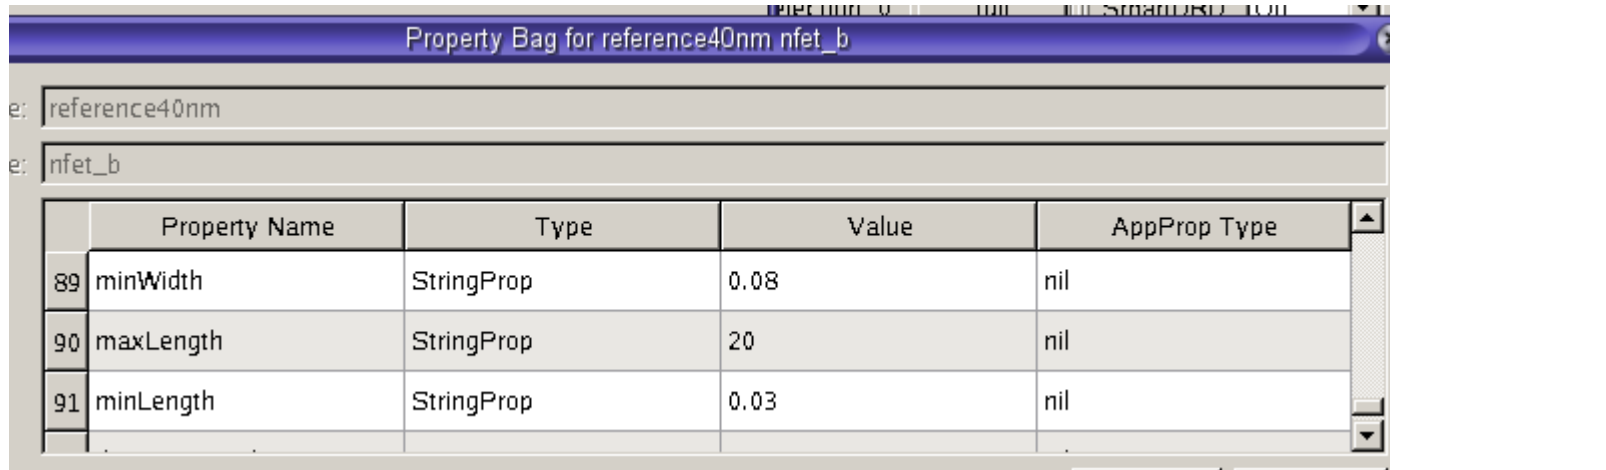 Property Bag for reference40nm nfet_b
e: reference40nm
e: nfet_b
Property Name Type Value AppProp Type
89 minWidth StringProp 0.08 nil
90 maxLength StringProp 20 nil
91 minLength StringProp 0.03 nil